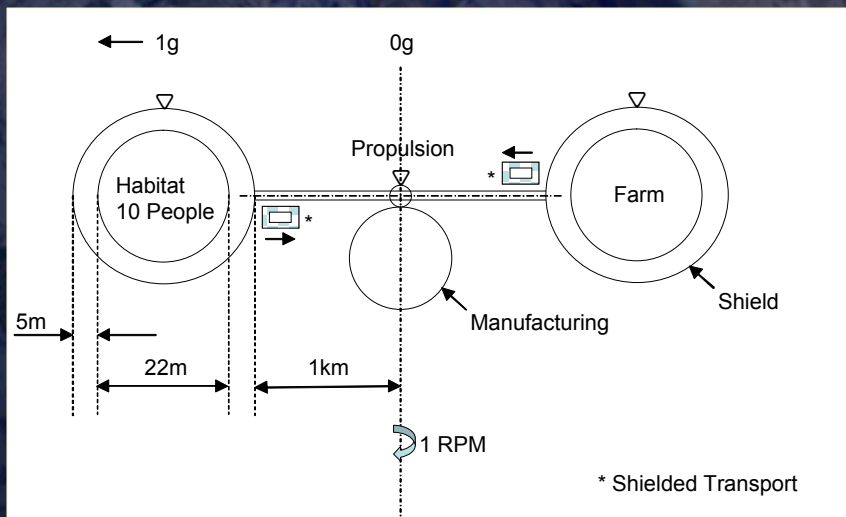 1g
0g
Propulsion
*
Habitat
10 People
Farm
*
Shield
Manufacturing
5m
22m
1km
1 RPM
* Shielded Transport